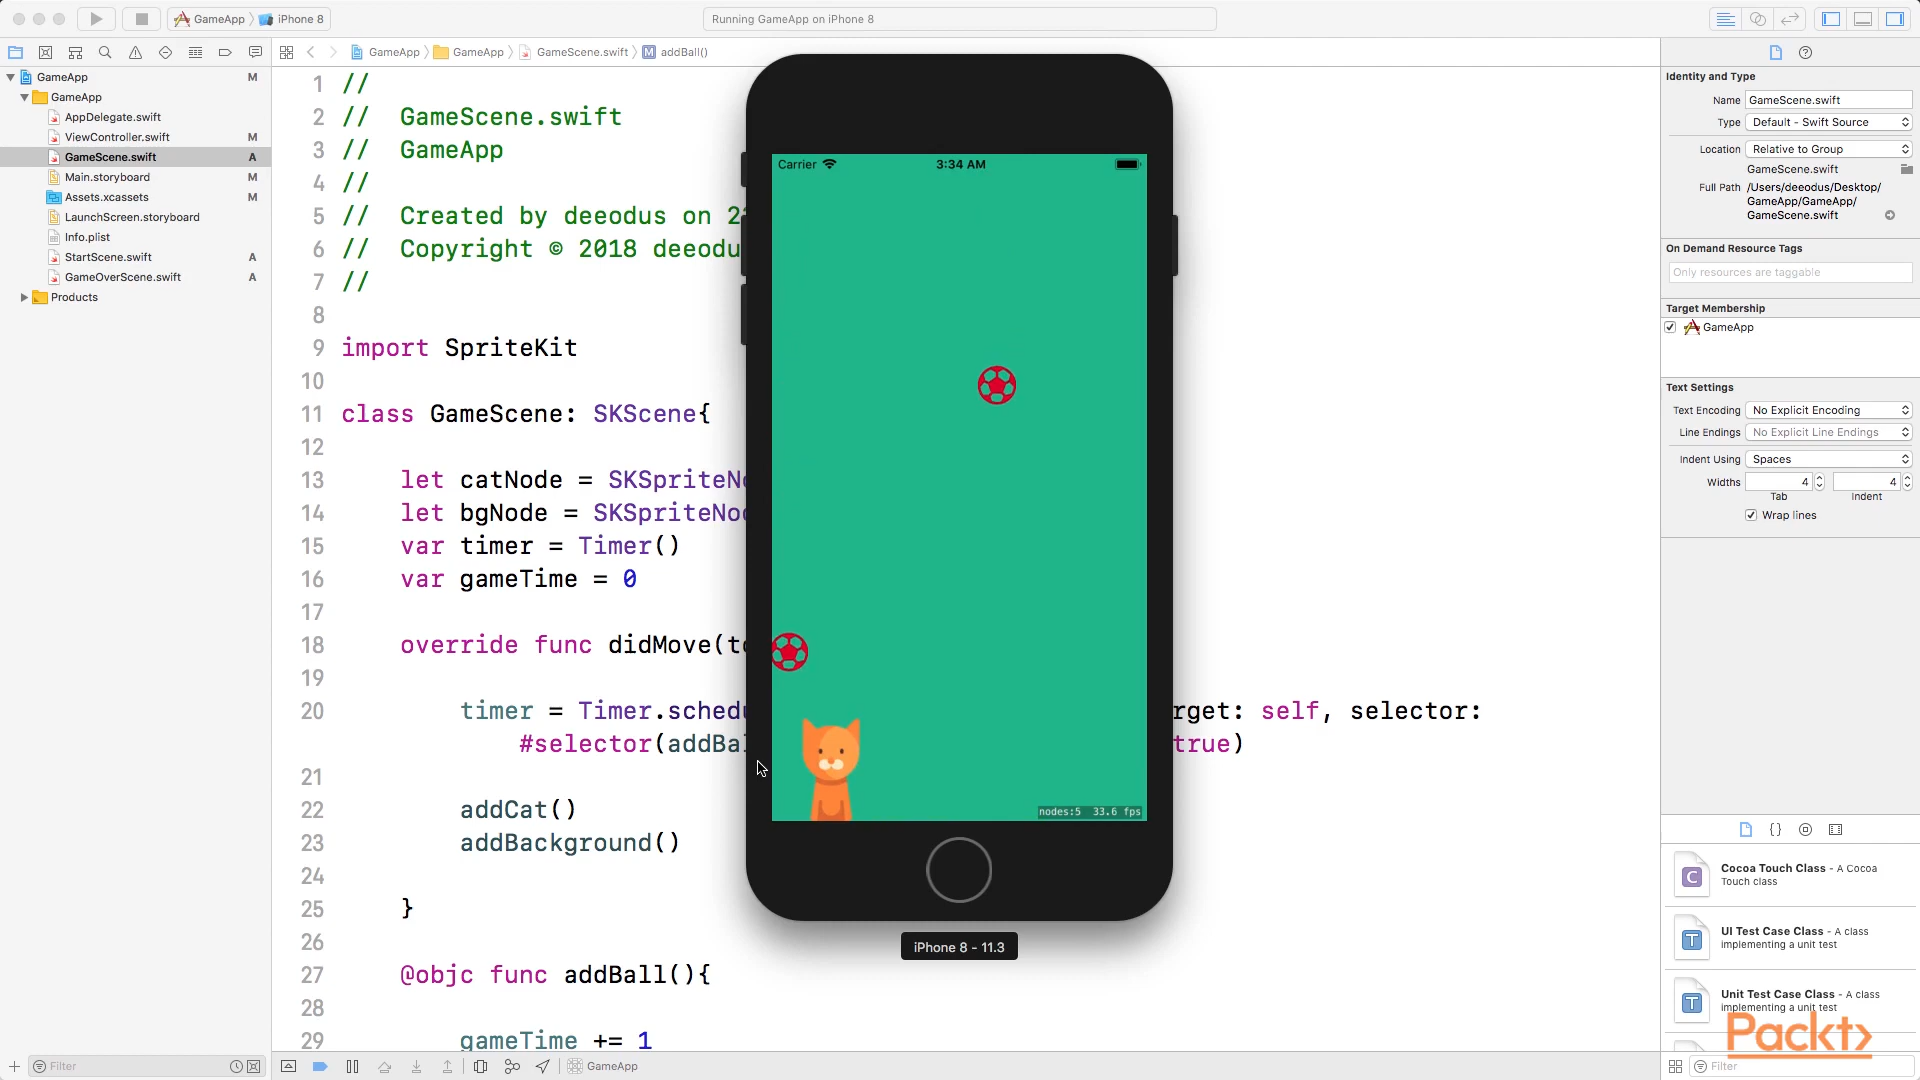 GameApp
iPhone 8
Running GameApp on iPhone 8
GameApp
GameApp
GameScene.swift
M
addBall()
GameApp M
GameApp
AppDelegate.swift
ViewController.swift M
GameScene.swift A
Main.storyboard M
Assets.xcassets M
LaunchScreen.storyboard
Info.plist
StartScene.swift A
GameOverScene.swift A
Products
Filter
1 //
2 // GameScene.swift
3 // GameApp
4 //
5 // Created by deeodus on 2
6 // Copyright © 2018 deeodu
7 //
8
9 import SpriteKit
10
11 class GameScene: SKScene{
12
13 let catNode = SKSpriteNo
14 let bgNode = SKSpriteNod
15 var timer = Timer()
16 var gameTime = 0
17
18 override func didMove(to
19
20 timer = Timer.schedu rget: self, selector:
#selector(addBal true)
21
22 addCat()
23 addBackground()
24
25 }
26
27 @objc func addBall(){
28
29 gameTime += 1
Carrier 3:34 AM
nodes:5 33.6 fps
iPhone 8 - 11.3
GameApp
Identity and Type
Name GameScene.swift
Type Default - Swift Source
Location Relative to Group
GameScene.swift
Full Path /Users/deeodus/Desktop/
GameApp/GameApp/
GameScene.swift
On Demand Resource Tags
Only resources are taggable
Target Membership
GameApp
Text Settings
Text Encoding No Explicit Encoding
Line Endings No Explicit Line Endings
Indent Using Spaces
Widths 4 4
Tab Indent
Wrap lines
{}
C
Cocoa Touch Class - A Cocoa
Touch class
T
UI Test Case Class - A class
implementing a unit test
T
Unit Test Case Class - A class
implementing a unit test
Packt>
Filter